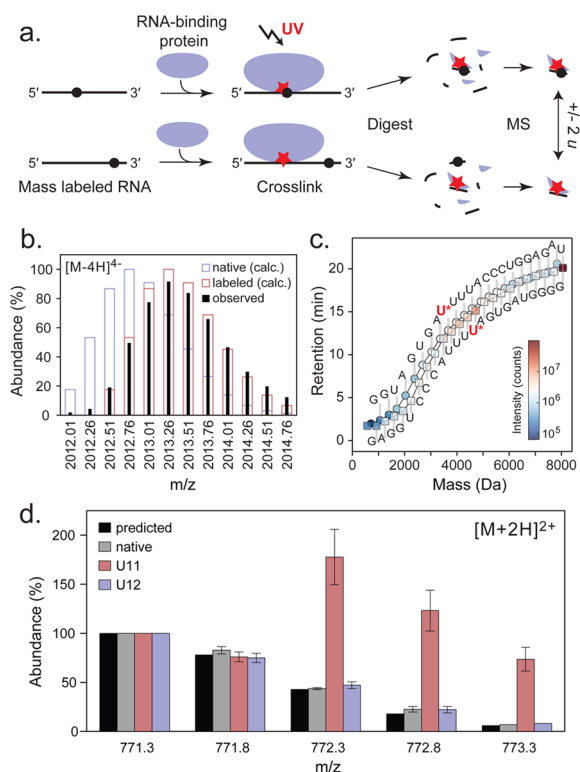 a.
RNA-binding
protein
UV
5′
3′
5′
3′
5′
3′
5′
3′
Digest
MS
+/- 2 u
Mass labeled RNA
Crosslink
b.
[M-4H]4-
native (calc.)
labeled (calc.)
observed
Abundance (%)
100
80
60
40
20
0
2012.01
2012.26
2012.51
2012.76
2013.01
2013.26
2013.51
2013.76
2014.01
2014.26
2014.51
2014.76
m/z
c.
Retention (min)
20
15
10
5
0
U*
U*
Intensity (counts)
10⁷
10⁶
10⁵
0
2000
4000
6000
8000
Mass (Da)
d.
[M+2H]2+
predicted
native
U11
U12
Abundance (%)
200
150
100
50
0
771.3
771.8
772.3
772.8
773.3
m/z